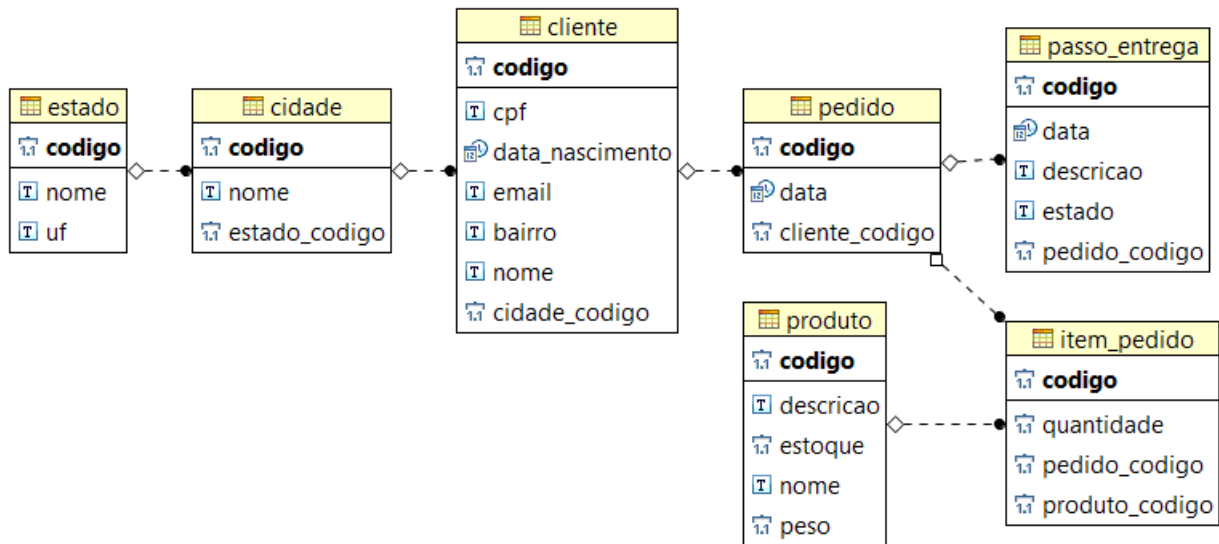 estado
codigo
nome
uf
cidade
codigo
nome
estado_codigo
cliente
codigo
cpf
data_nascimento
email
bairro
nome
cidade_codigo
pedido
codigo
data
cliente_codigo
passo_entrega
codigo
data
descricao
estado
pedido_codigo
produto
codigo
descricao
estoque
nome
peso
item_pedido
codigo
quantidade
pedido_codigo
produto_codigo